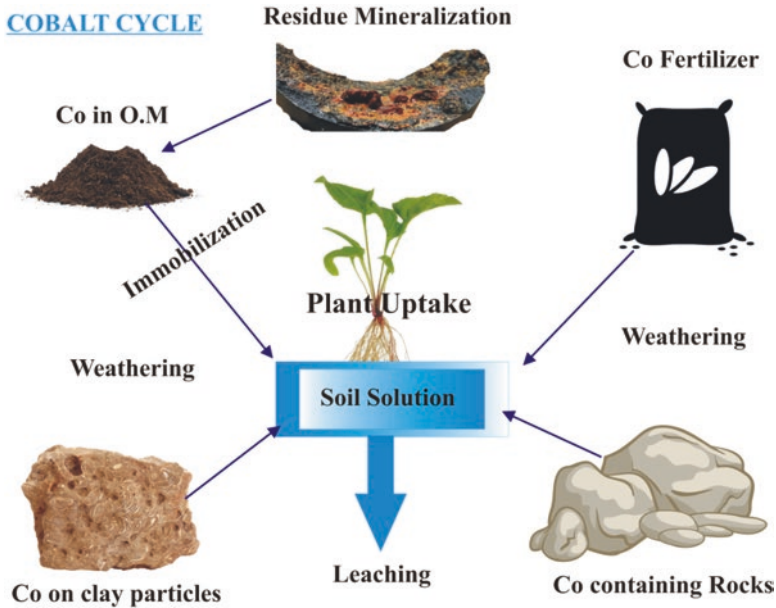 COBALT CYCLE
Residue Mineralization
Co Fertilizer
Co in O.M
Immobilization
Plant Uptake
Weathering
Weathering
Soil Solution
Leaching
Co on clay particles
Co containing Rocks